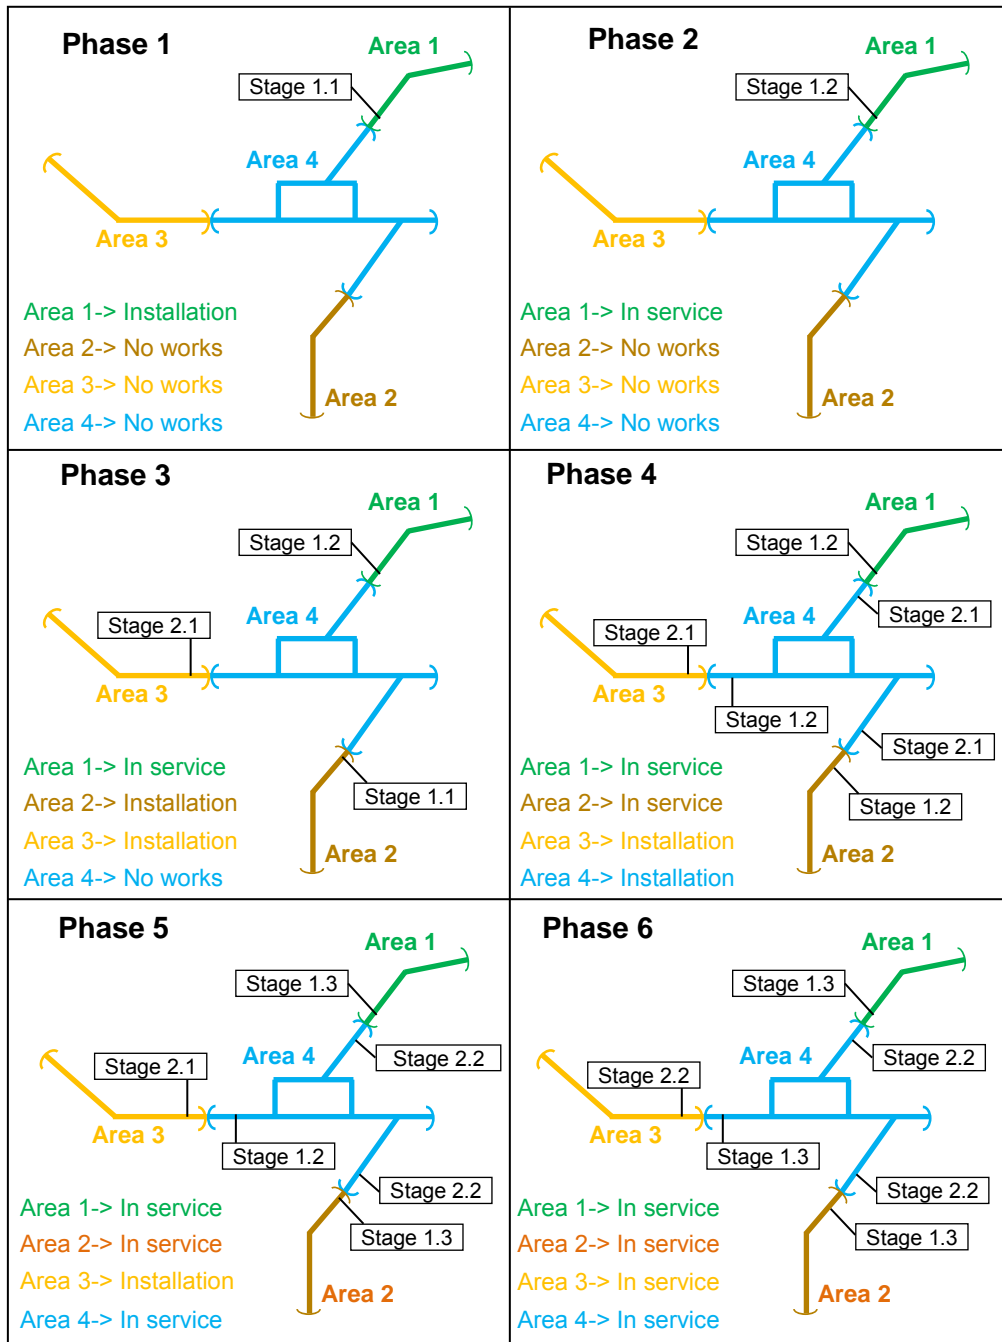 Phase 1
Area 1
Stage 1.1
Area 4
Area 3
Area 1-> Installation
Area 2-> No works
Area 3-> No works
Area 4-> No works
Area 2
Phase 2
Area 1
Stage 1.2
Area 4
Area 3
Area 1-> In service
Area 2-> No works
Area 3-> No works
Area 4-> No works
Area 2
Phase 3
Area 1
Stage 1.2
Stage 2.1
Area 4
Area 3
Area 1-> In service
Area 2-> Installation
Area 3-> Installation
Area 4-> No works
Stage 1.1
Area 2
Phase 4
Area 1
Stage 1.2
Stage 2.1
Area 4
Stage 2.1
Area 3
Stage 1.2
Stage 2.1
Area 1-> In service
Area 2-> In service
Area 3-> Installation
Area 4-> Installation
Stage 1.2
Area 2
Phase 5
Area 1
Stage 1.3
Area 4
Stage 2.2
Stage 2.1
Area 3
Stage 1.2
Stage 2.2
Stage 1.3
Area 1-> In service
Area 2-> In service
Area 3-> Installation
Area 4-> In service
Area 2
Phase 6
Area 1
Stage 1.3
Area 4
Stage 2.2
Stage 2.2
Area 3
Stage 1.3
Stage 2.2
Stage 1.3
Area 1-> In service
Area 2-> In service
Area 3-> In service
Area 4-> In service
Area 2